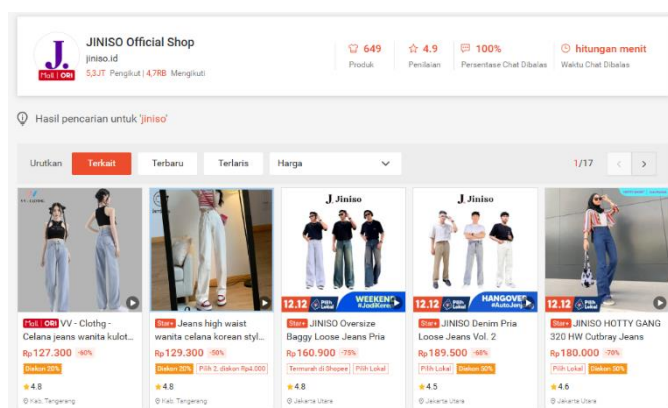 J.
Mall | ORI
JINISO Official Shop
jiniso.id
5,3JT Pengikut | 4,7RB Mengikuti
649
Produk
4.9
Penilaian
100%
Persentase Chat Dibalas
hitungan menit
Waktu Chat Dibalas
Hasil pencarian untuk 'jiniso'
Urutkan
Terkait
Terbaru
Terlaris
Harga
1/17
VV - CLOTHG
Mall | ORI VV - Clothg -
Celana jeans wanita kulot...
Rp127.300 -60%
Diskon 20%
4.8
Kab. Tangerang
Star+ Jeans high waist
wanita celana korean styl...
Rp129.300 -50%
Diskon 20% Pilih 2, diskon Rp4.000
4.8
Kab. Tangerang
J. Jiniso
12.12 Pilih Lokal WEEKEND
#JadiKeren
Star+ JINISO Oversize
Baggy Loose Jeans Pria
Rp160.900 -75%
Termurah di Shopee Pilih Lokal
4.8
Jakarta Utara
J. Jiniso
12.12 Pilih Lokal HANGOVER
Star+ JINISO Denim Pria
Loose Jeans Vol. 2
Rp189.500 -68%
Pilih Lokal Diskon 50%
4.5
Jakarta Utara
Star+ JINISO HOTTY GANG
320 HW Cutbray Jeans
Rp180.000 -70%
Pilih Lokal Diskon 50%
4.6
Jakarta Utara